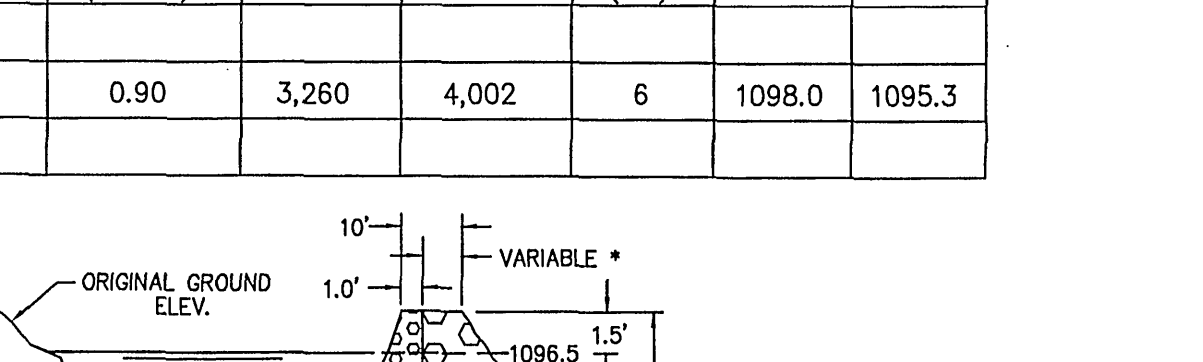 0.90 3,260 4,002 6 1098.0 1095.3
10'
VARIABLE *
ORIGINAL GROUND
ELEV.
1.0'
1.5'
1096.5